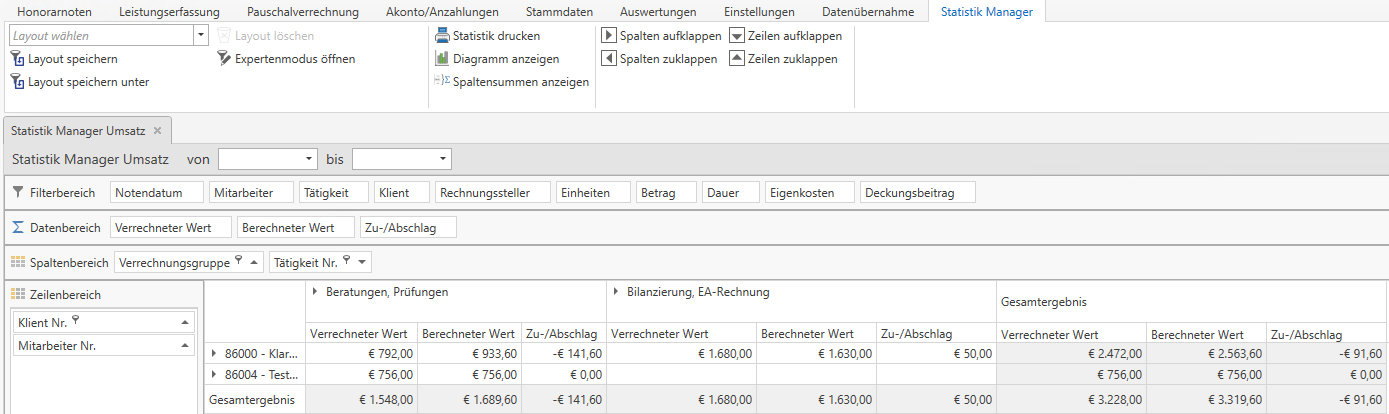 Honorarnoten Leistungserfassung Pauschalverrechnung Akonto/Anzahlungen Stammdaten Auswertungen Einstellungen Datenübernahme Statistik Manager
Layout wählen Layout löschen Statistik drucken Spalten aufklappen Zeilen aufklappen
Layout speichern Expertenmodus öffnen Diagramm anzeigen Spalten zuklappen Zeilen zuklappen
Layout speichern unter Spaltensummen anzeigen
Statistik Manager Umsatz
Statistik Manager Umsatz von bis
Filterbereich Notendatum Mitarbeiter Tätigkeit Klient Rechnungssteller Einheiten Betrag Dauer Eigenkosten Deckungsbeitrag
Datenbereich Verrechneter Wert Berechneter Wert Zu-/Abschlag
Spaltenbereich Verrechnungsgruppe Tätigkeit Nr.
Zeilenbereich Beratungen, Prüfungen Bilanzierung, EA-Rechnung Gesamtergebnis
Klient Nr.
Verrechneter Wert Berechneter Wert Zu-/Abschlag Verrechneter Wert Berechneter Wert Zu-/Abschlag Verrechneter Wert Berechneter Wert Zu-/Abschlag
Mitarbeiter Nr.
86000 - Klar... € 792,00 € 933,60 -€ 141,60 € 1.680,00 € 1.630,00 € 50,00 € 2.472,00 € 2.563,60 -€ 91,60
86004 - Test... € 756,00 € 756,00 € 0,00 € 756,00 € 756,00 € 0,00
Gesamtergebnis € 1.548,00 € 1.689,60 -€ 141,60 € 1.680,00 € 1.630,00 € 50,00 € 3.228,00 € 3.319,60 -€ 91,60